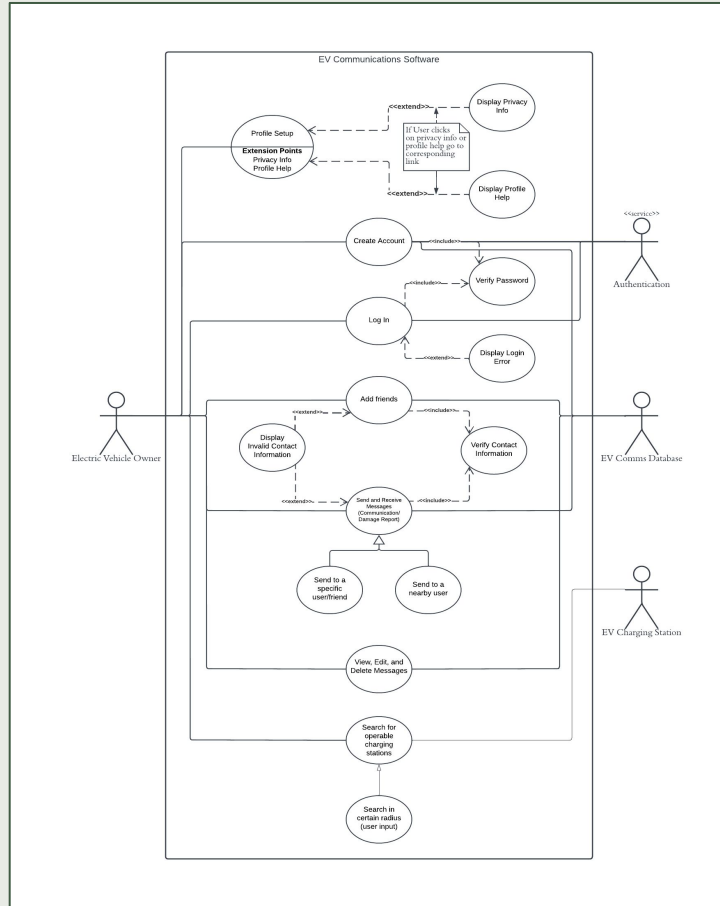 EV Communications Software
<<extend>>
Display Privacy
Info
Profile Setup
Extension Points
Privacy Info
Profile Help
If User clicks
on privacy info or
profile help go to
corresponding
link
<<extend>>
Display Profile
Help
<<service>>
Authentication
Create Account
<<include>>
Verify Password
<<include>>
Log In
<<extend>>
Display Login
Error
Electric Vehicle Owner
Add friends
<<extend>>
<<include>>
Display
Invalid Contact
Information
Verify Contact
Information
EV Comms Database
<<extend>>
<<include>>
Send and Receive
Messages
(Communication/
Damage Report)
Send to a
specific
user/friend
Send to a
nearby user
EV Charging Station
View, Edit, and
Delete Messages
Search for
operable
charging
stations
Search in
certain radius
(user input)